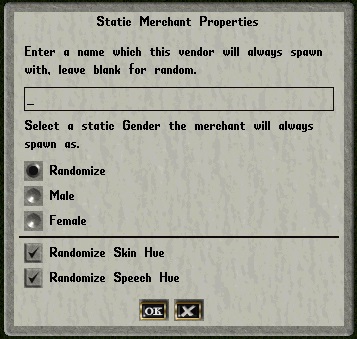 Static Merchant Properties
Enter a name which this vendor will always spawn
with, leave blank for random.
_
Select a static Gender the merchant will always
spawn as.
Randomize
Male
Female
Randomize Skin Hue
Randomize Speech Hue
OK